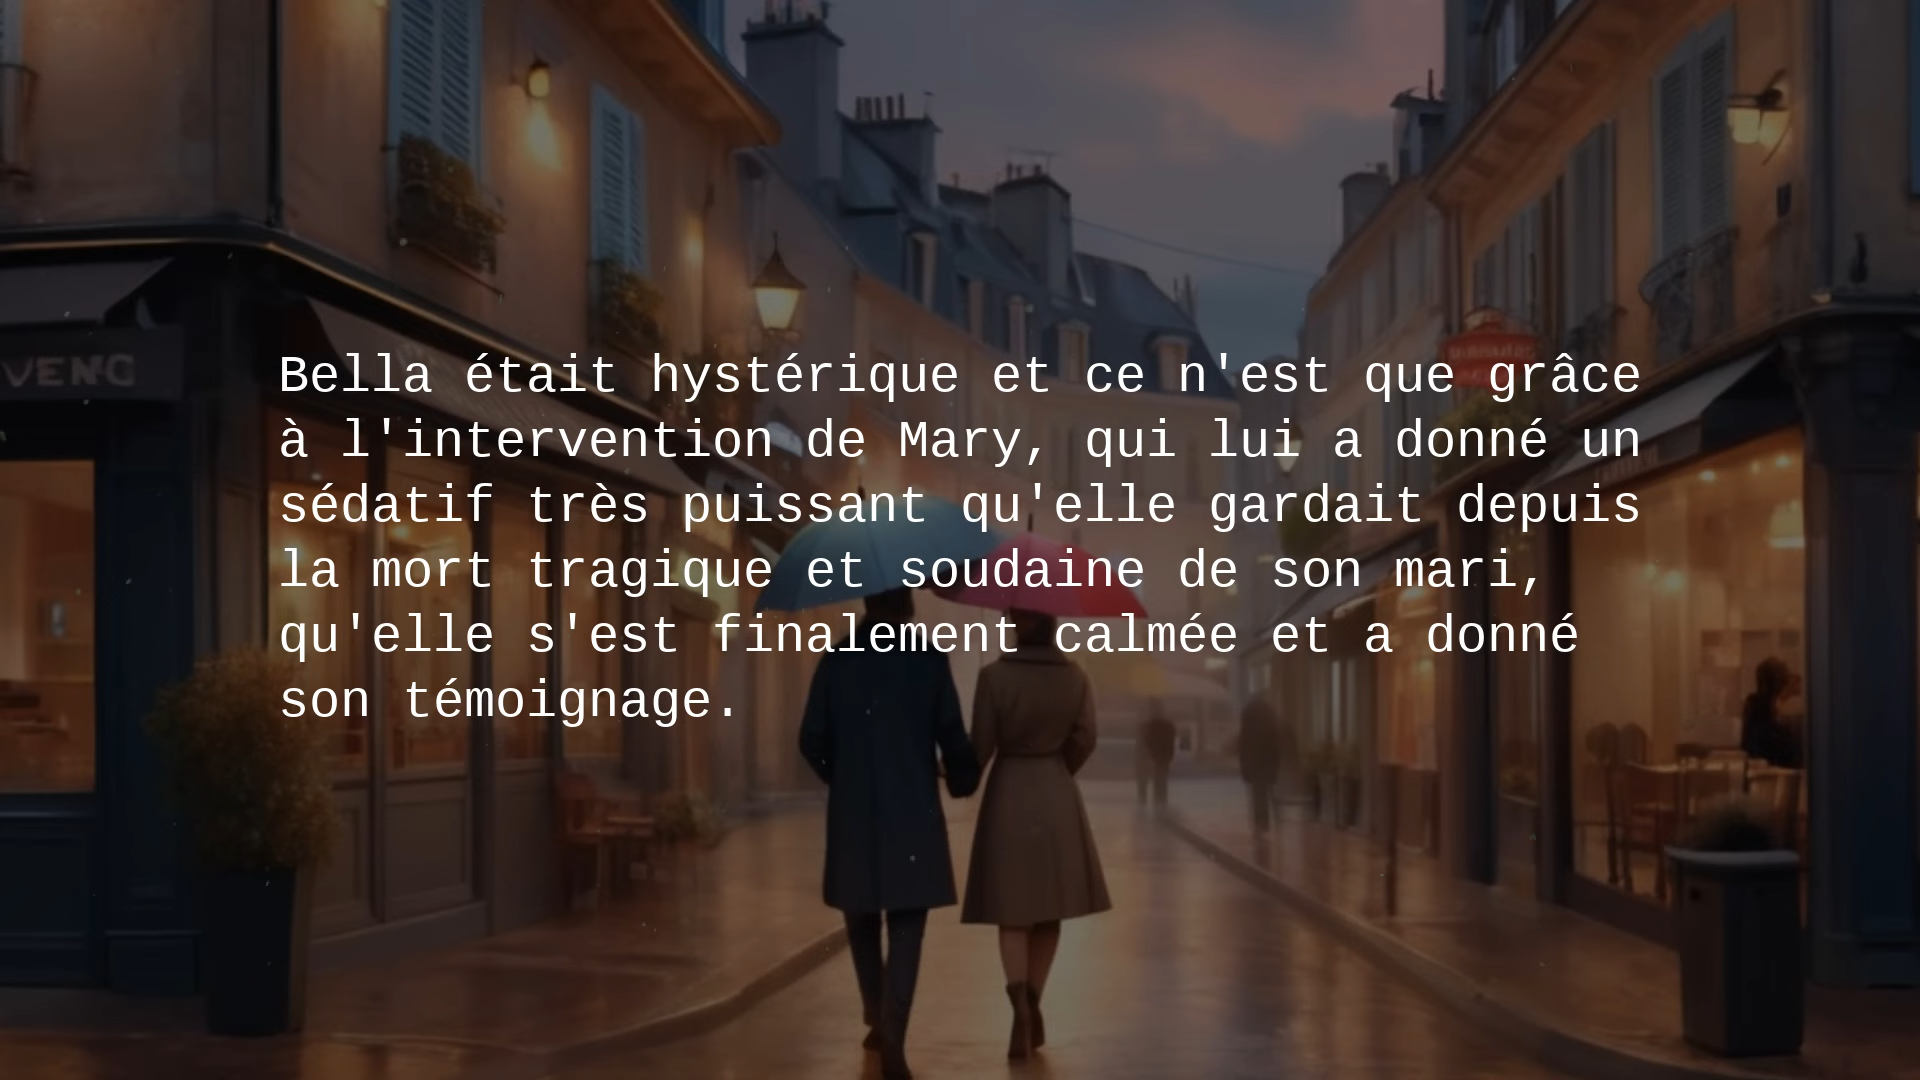 Bella était hystérique et ce n'est que grâce
à l'intervention de Mary, qui lui a donné un
sédatif très puissant qu'elle gardait depuis
la mort tragique et soudaine de son mari,
qu'elle s'est finalement calmée et a donné
son témoignage.